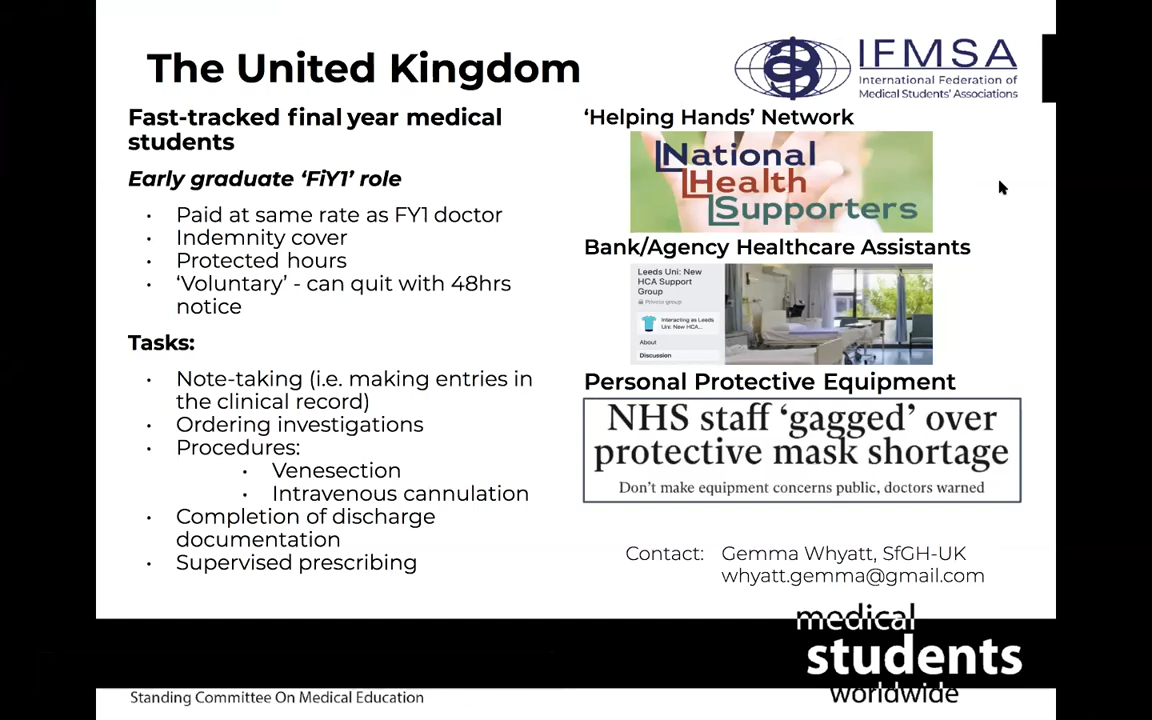 The United Kingdom
IFMSA
International Federation of
Medical Students' Associations
Fast-tracked final year medical
students
Early graduate ‘FiY1’ role
• Paid at same rate as FY1 doctor
• Indemnity cover
• Protected hours
• ‘Voluntary’ - can quit with 48hrs
notice
Tasks:
• Note-taking (i.e. making entries in
the clinical record)
• Ordering investigations
• Procedures:
• Venesection
• Intravenous cannulation
• Completion of discharge
documentation
• Supervised prescribing
‘Helping Hands’ Network
National
Health
Supporters
Bank/Agency Healthcare Assistants
Leeds Uni: New
HCA Support
Group
Private group
Interacting as Leeds
Uni: New HCA...
About
Discussion
Personal Protective Equipment
NHS staff ‘gagged’ over
protective mask shortage
Don’t make equipment concerns public, doctors warned
Contact: Gemma Whyatt, SfGH-UK
whyatt.gemma@gmail.com
medical
students
worldwide
Standing Committee On Medical Education